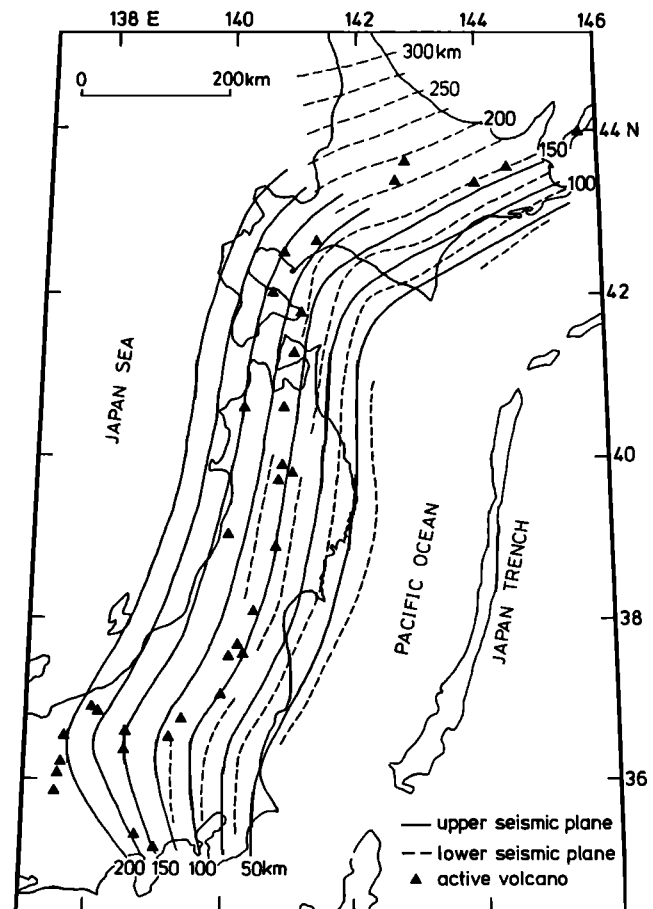 138 E 140 142 144 146
300km
0 200km
250
200
44 N
150
100
42
JAPAN SEA
40
PACIFIC OCEAN
JAPAN TRENCH
38
36
upper seismic plane
lower seismic plane
active volcano
200 150 100 50km